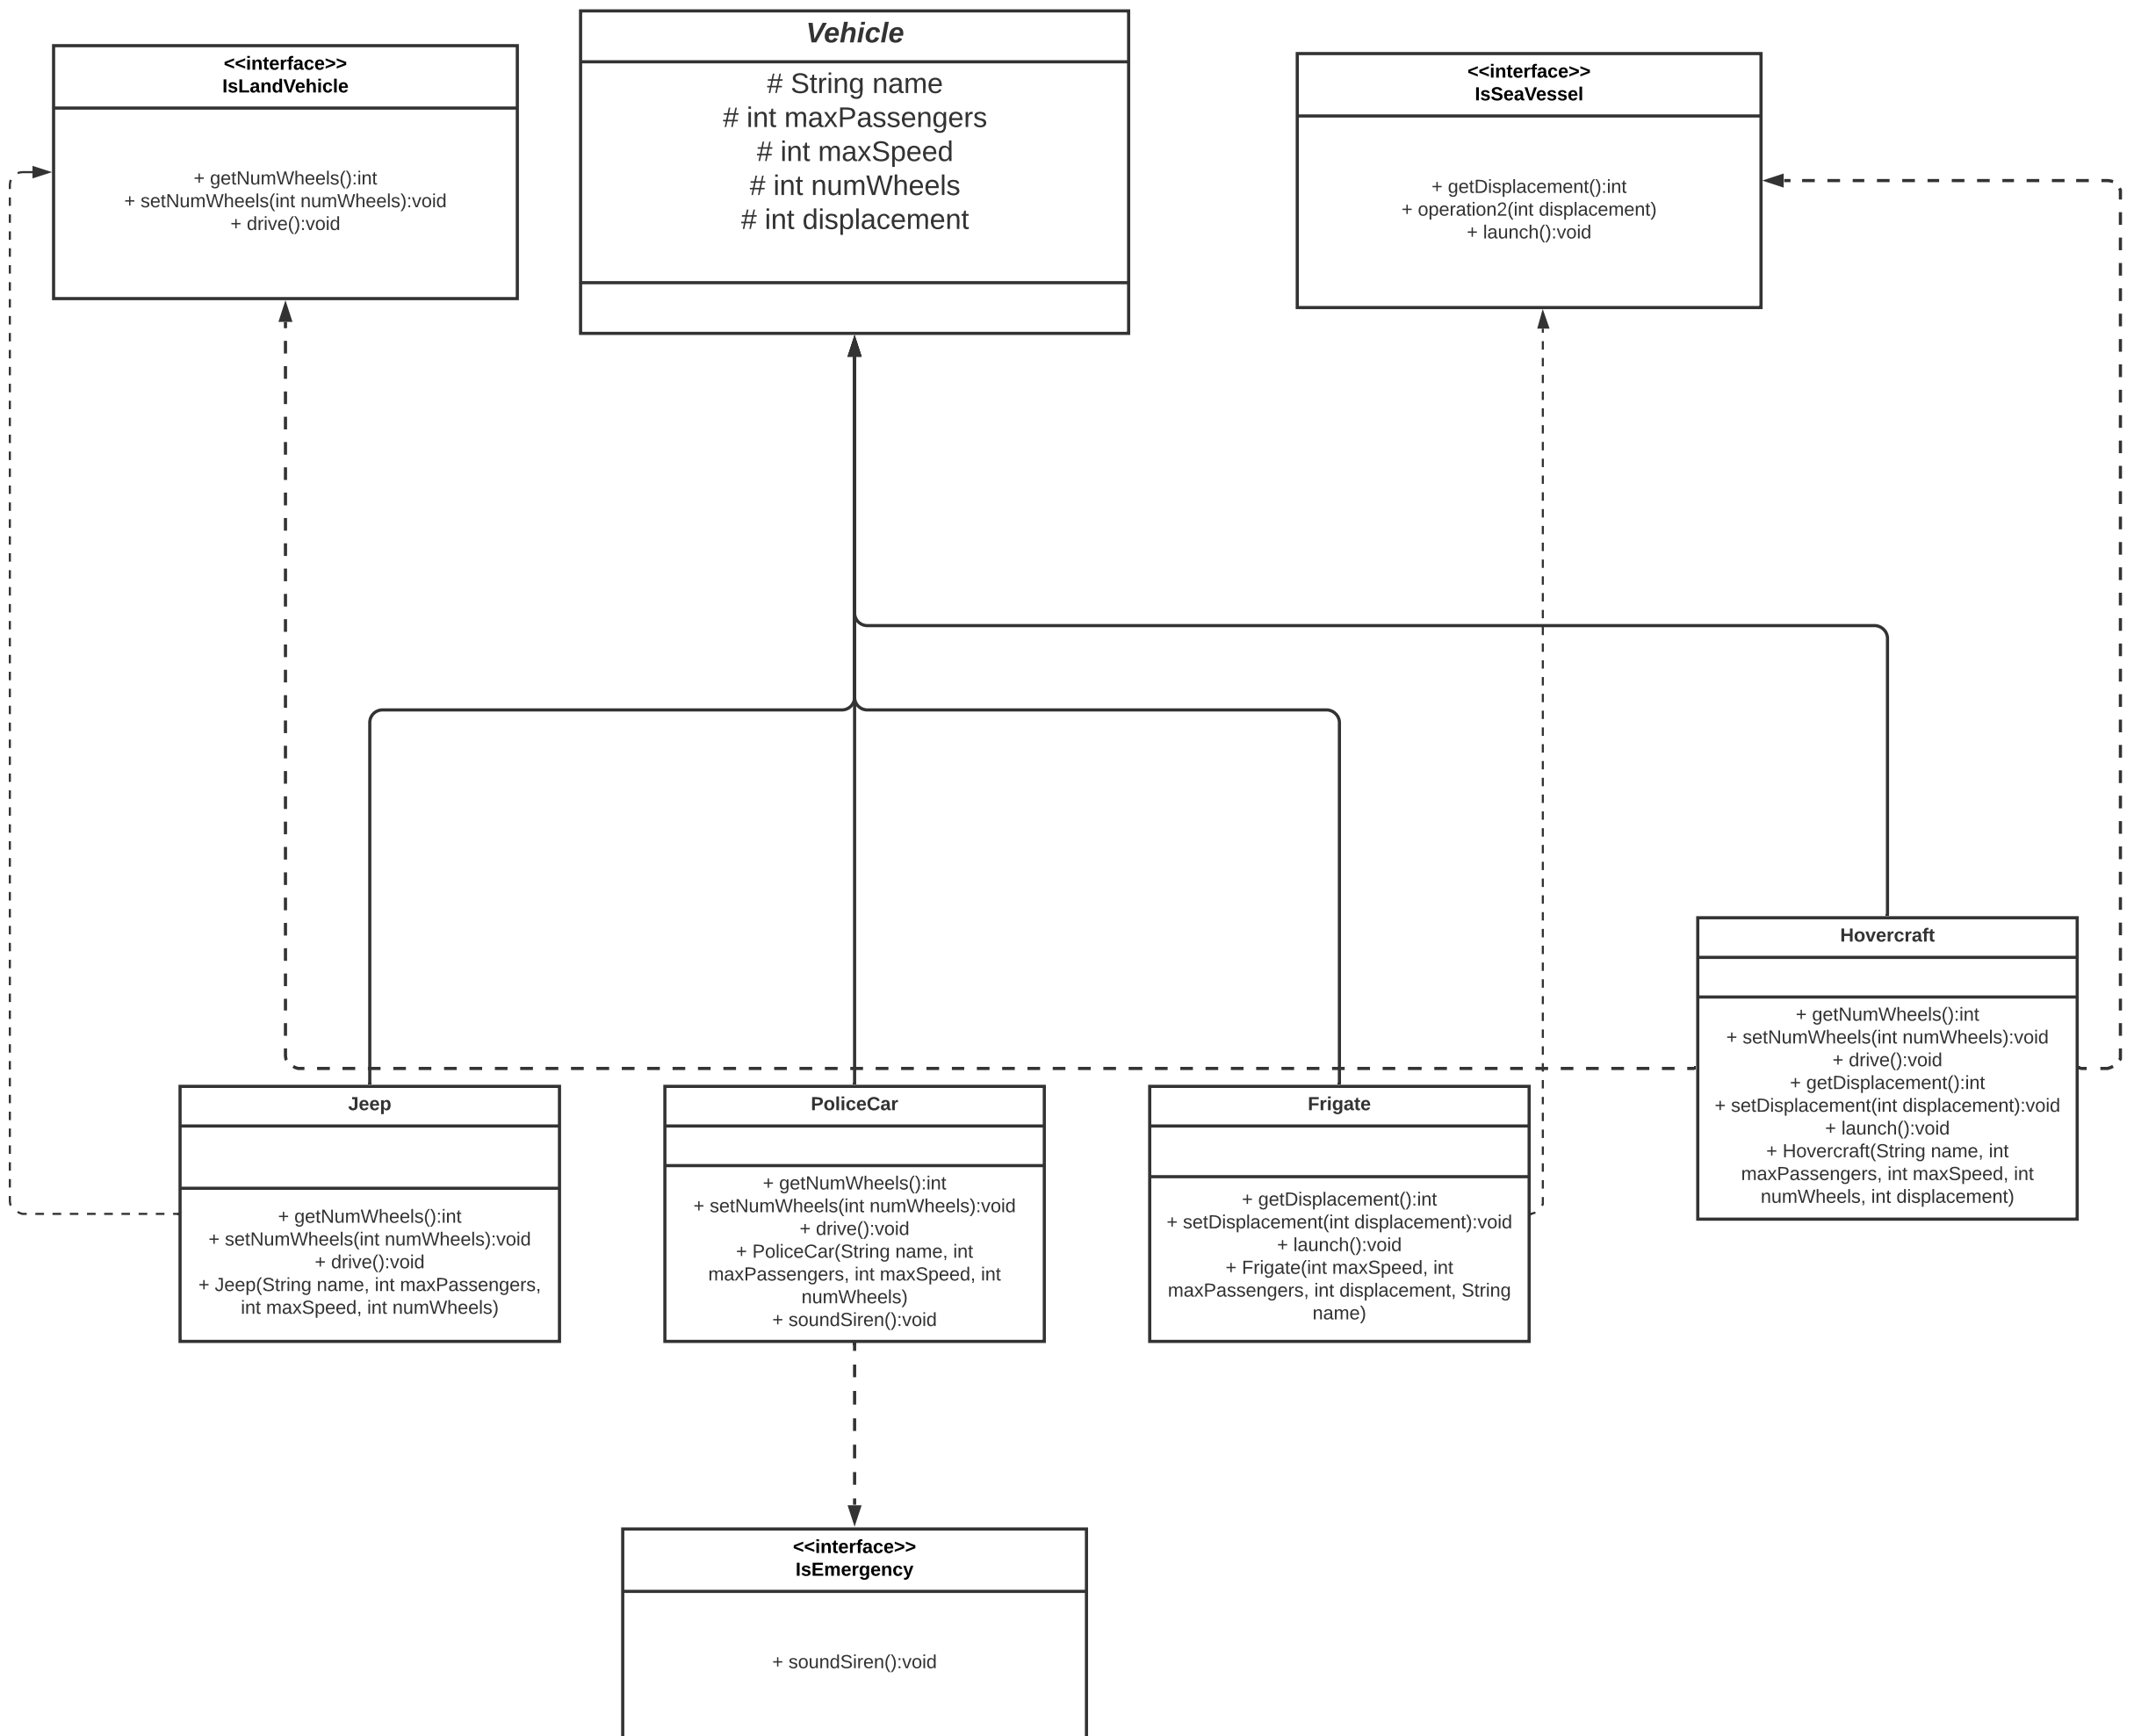 Vehicle
# String name
# int maxPassengers
# int maxSpeed
# int numWheels
# int displacement
<<interface>>
IsLandVehicle
+ getNumWheels():int
+ setNumWheels(int numWheels):void
+ drive():void
<<interface>>
IsSeaVessel
+ getDisplacement():int
+ operation2(int displacement)
+ launch():void
Hovercraft
+ getNumWheels():int
+ setNumWheels(int numWheels):void
+ drive():void
+ getDisplacement():int
+ setDisplacement(int displacement):void
+ launch():void
+ Hovercraft(String name, int
maxPassengers, int maxSpeed, int
numWheels, int displacement)
Jeep
+ getNumWheels():int
+ setNumWheels(int numWheels):void
+ drive():void
+ Jeep(String name, int maxPassengers,
int maxSpeed, int numWheels)
PoliceCar
+ getNumWheels():int
+ setNumWheels(int numWheels):void
+ drive():void
+ PoliceCar(String name, int
maxPassengers, int maxSpeed, int
numWheels)
+ soundSiren():void
Frigate
+ getDisplacement():int
+ setDisplacement(int displacement):void
+ launch():void
+ Frigate(int maxSpeed, int
maxPassengers, int displacement, String
name)
<<interface>>
IsEmergency
+ soundSiren():void